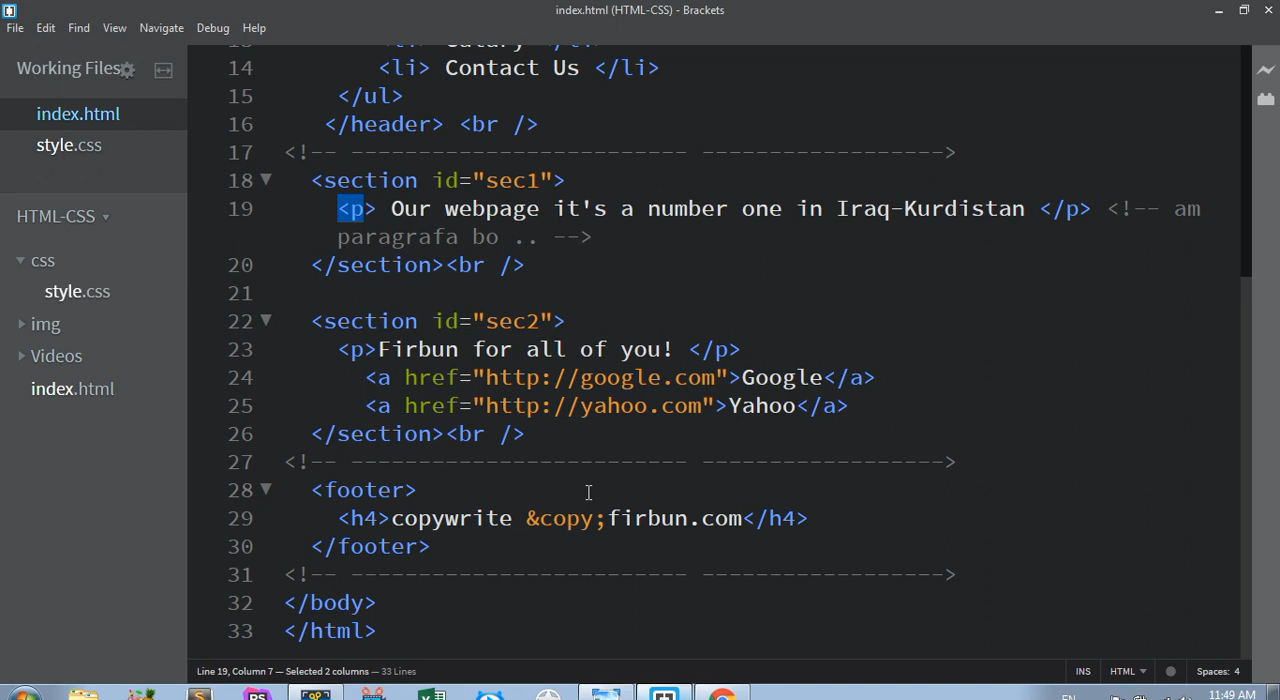 index.html (HTML-CSS) - Brackets
File Edit Find View Navigate Debug Help
Working Files
index.html
style.css
HTML-CSS
css
style.css
img
Videos
index.html
14 <li> Contact Us </li>
15 </ul>
16 </header> <br />
17 <!-- ------------------------- ------------------>
18 <section id="sec1">
19 <p> Our webpage it's a number one in Iraq-Kurdistan </p> <!-- am
paragrafa bo .. -->
20 </section><br />
21
22 <section id="sec2">
23 <p>Firbun for all of you! </p>
24 <a href="http://google.com">Google</a>
25 <a href="http://yahoo.com">Yahoo</a>
26 </section><br />
27 <!-- ------------------------- ------------------>
28 <footer>
29 <h4>copywrite &copy;firbun.com</h4>
30 </footer>
31 <!-- ------------------------- ------------------>
32 </body>
33 </html>
Line 19, Column 7 — Selected 2 columns — 33 Lines
INS HTML Spaces: 4
EN 11:49 AM